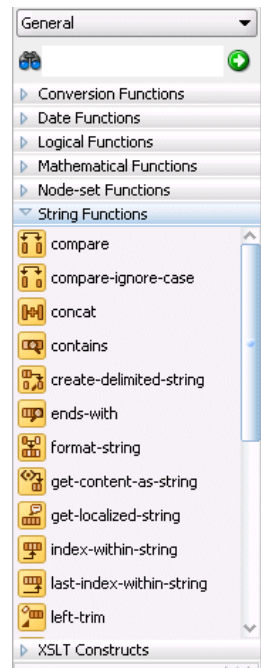 General
Conversion Functions
Date Functions
Logical Functions
Mathematical Functions
Node-set Functions
String Functions
compare
compare-ignore-case
concat
contains
create-delimited-string
ends-with
format-string
get-content-as-string
get-localized-string
index-within-string
last-index-within-string
left-trim
XSLT Constructs